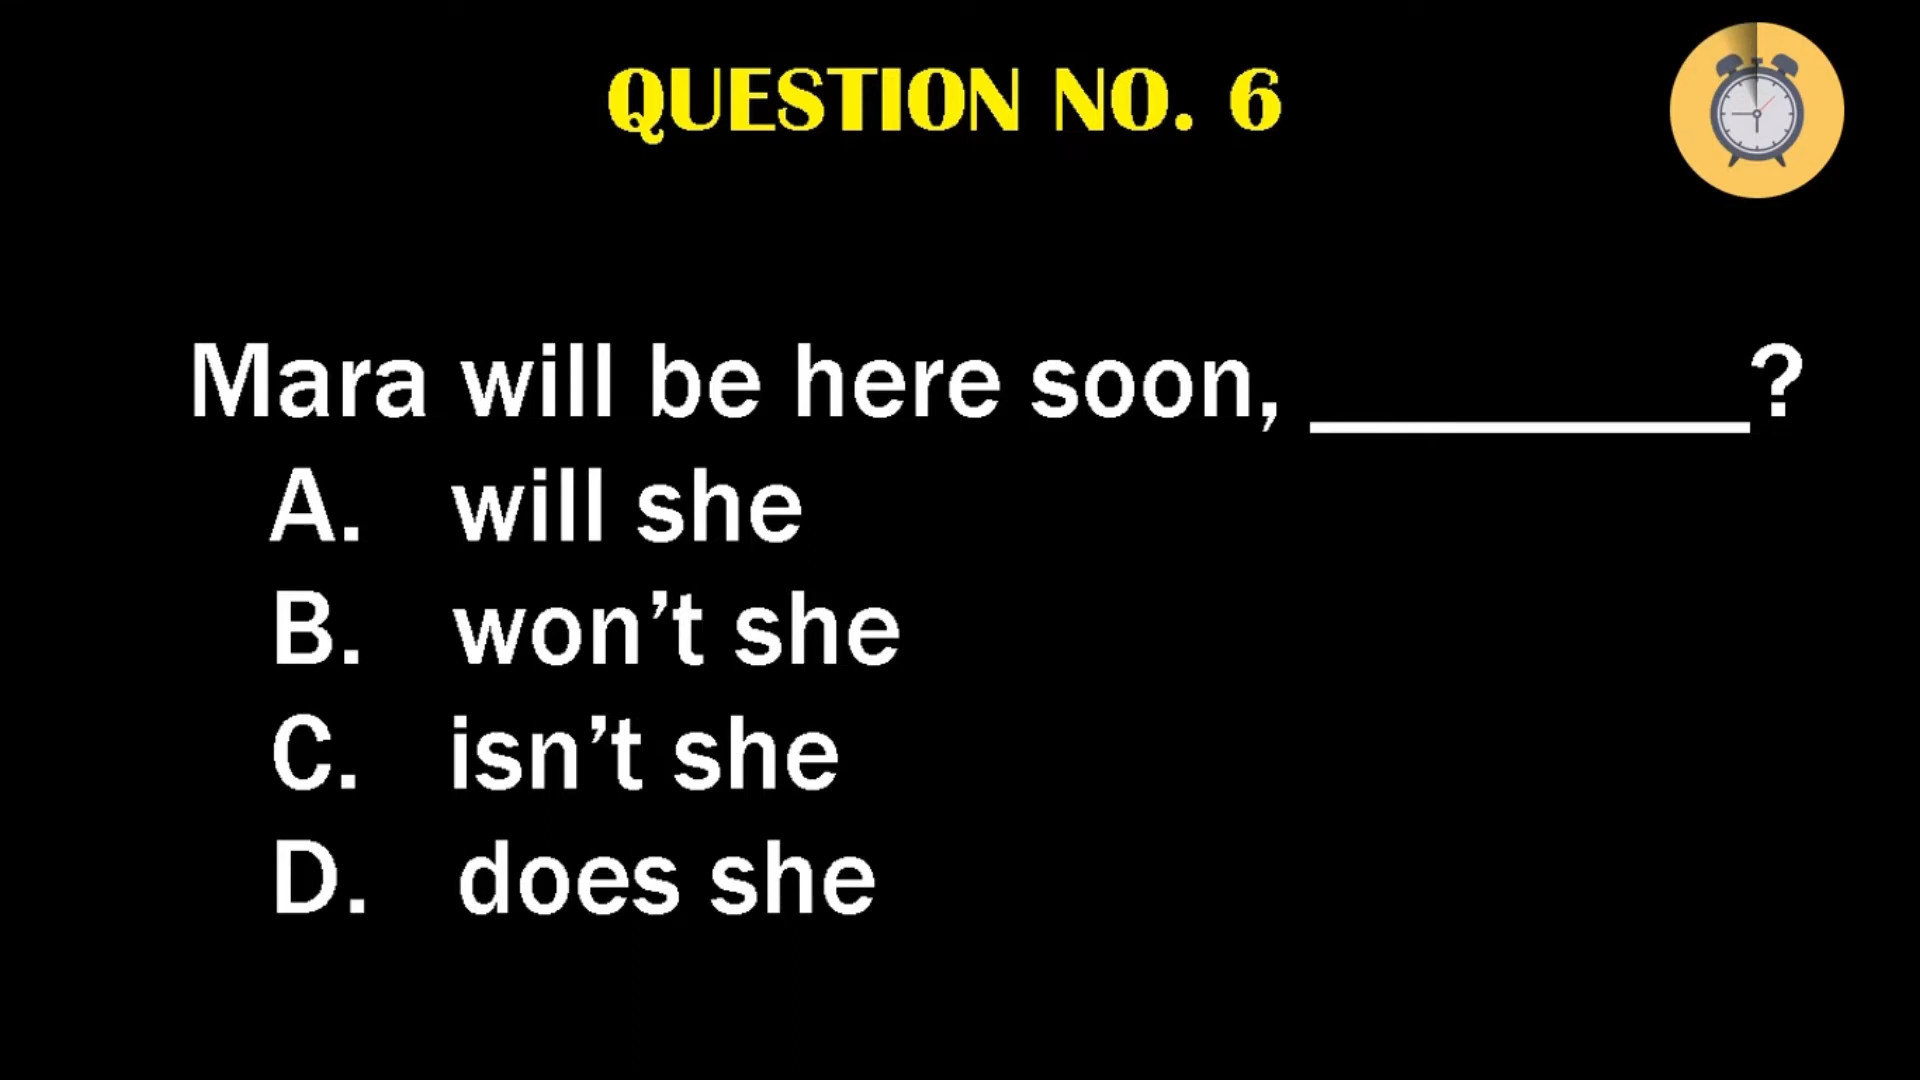 QUESTION NO. 6
Mara will be here soon, _________?
A. will she
B. won’t she
C. isn’t she
D. does she